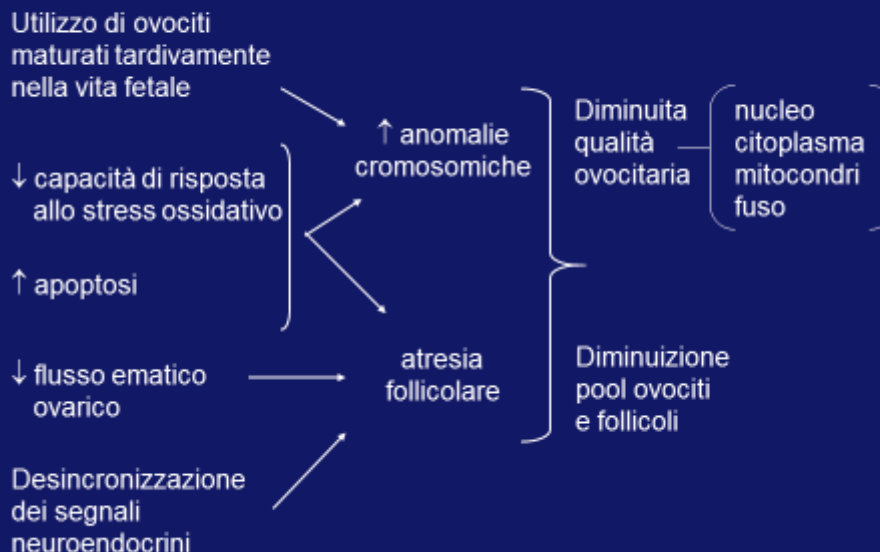 Utilizzo di ovociti
maturati tardivamente
nella vita fetale
↓ capacità di risposta
allo stress ossidativo
↑ apoptosi
↓ flusso ematico
ovarico
Desincronizzazione
dei segnali
neuroendocrini
↑ anomalie
cromosomiche
atresia
follicolare
Diminuita
qualità
ovocitaria
nucleo
citoplasma
mitocondri
fuso
Diminuizione
pool ovociti
e follicoli